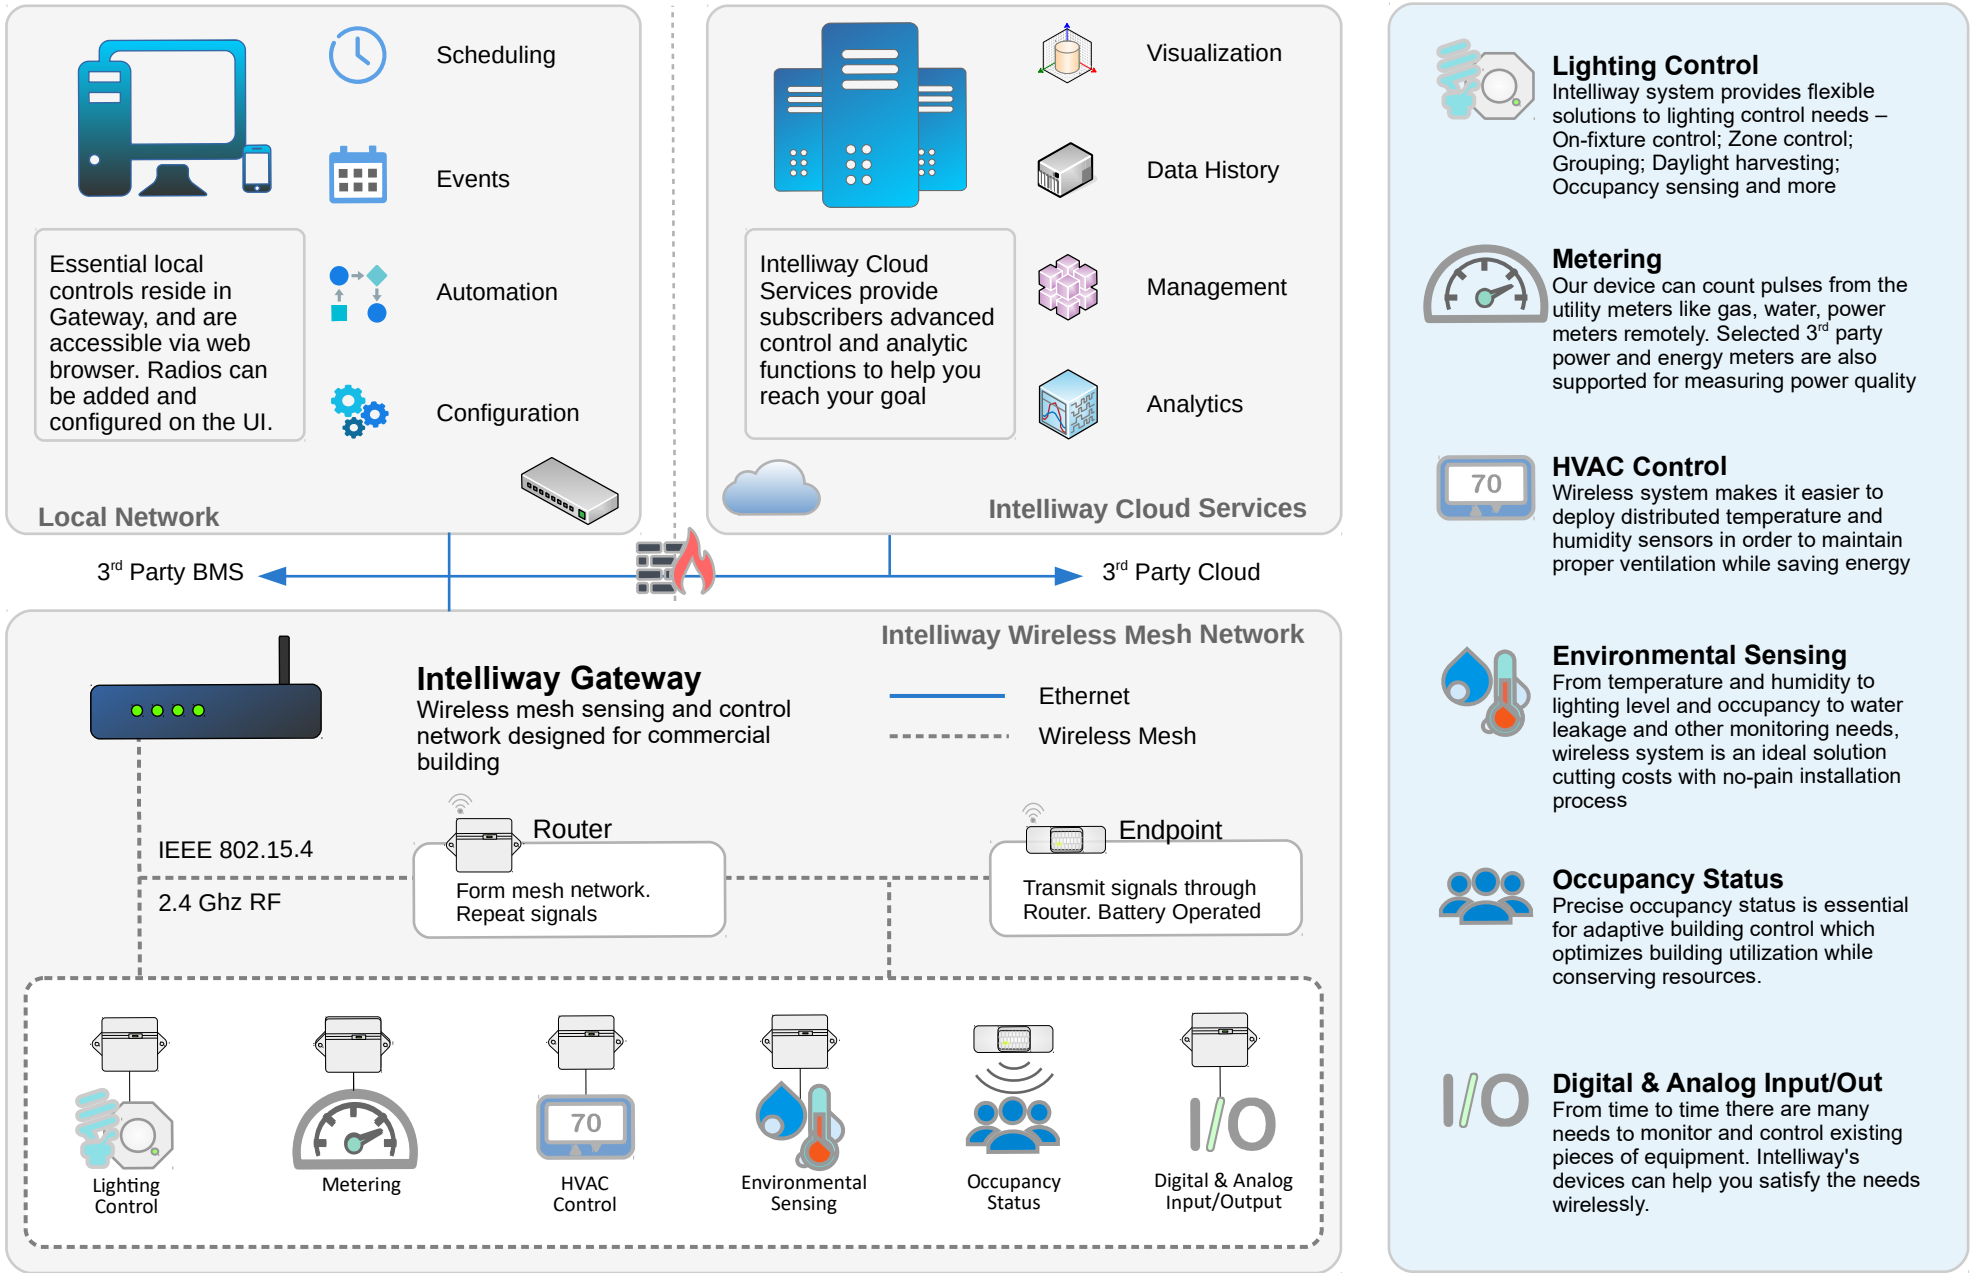 Scheduling
Events
Automation
Configuration
Essential local
controls reside in
Gateway, and are
accessible via web
browser. Radios can
be added and
configured on the UI.
Local Network
Visualization
Data History
Management
Analytics
Intelliway Cloud
Services provide
subscribers advanced
control and analytic
functions to help you
reach your goal
Intelliway Cloud Services
3rd Party BMS
3rd Party Cloud
Intelliway Wireless Mesh Network
Intelliway Gateway
Wireless mesh sensing and control
network designed for commercial
building
Ethernet
Wireless Mesh
IEEE 802.15.4
2.4 Ghz RF
Router
Form mesh network.
Repeat signals
Endpoint
Transmit signals through
Router. Battery Operated
Lighting
Control
Metering
70
HVAC
Control
Environmental
Sensing
Occupancy
Status
I/O
Digital & Analog
Input/Output
Lighting Control
Intelliway system provides flexible
solutions to lighting control needs –
On-fixture control; Zone control;
Grouping; Daylight harvesting;
Occupancy sensing and more
Metering
Our device can count pulses from the
utility meters like gas, water, power
meters remotely. Selected 3rd party
power and energy meters are also
supported for measuring power quality
70
HVAC Control
Wireless system makes it easier to
deploy distributed temperature and
humidity sensors in order to maintain
proper ventilation while saving energy
Environmental Sensing
From temperature and humidity to
lighting level and occupancy to water
leakage and other monitoring needs,
wireless system is an ideal solution
cutting costs with no-pain installation
process
Occupancy Status
Precise occupancy status is essential
for adaptive building control which
optimizes building utilization while
conserving resources.
I/O
Digital & Analog Input/Out
From time to time there are many
needs to monitor and control existing
pieces of equipment. Intelliway's
devices can help you satisfy the needs
wirelessly.